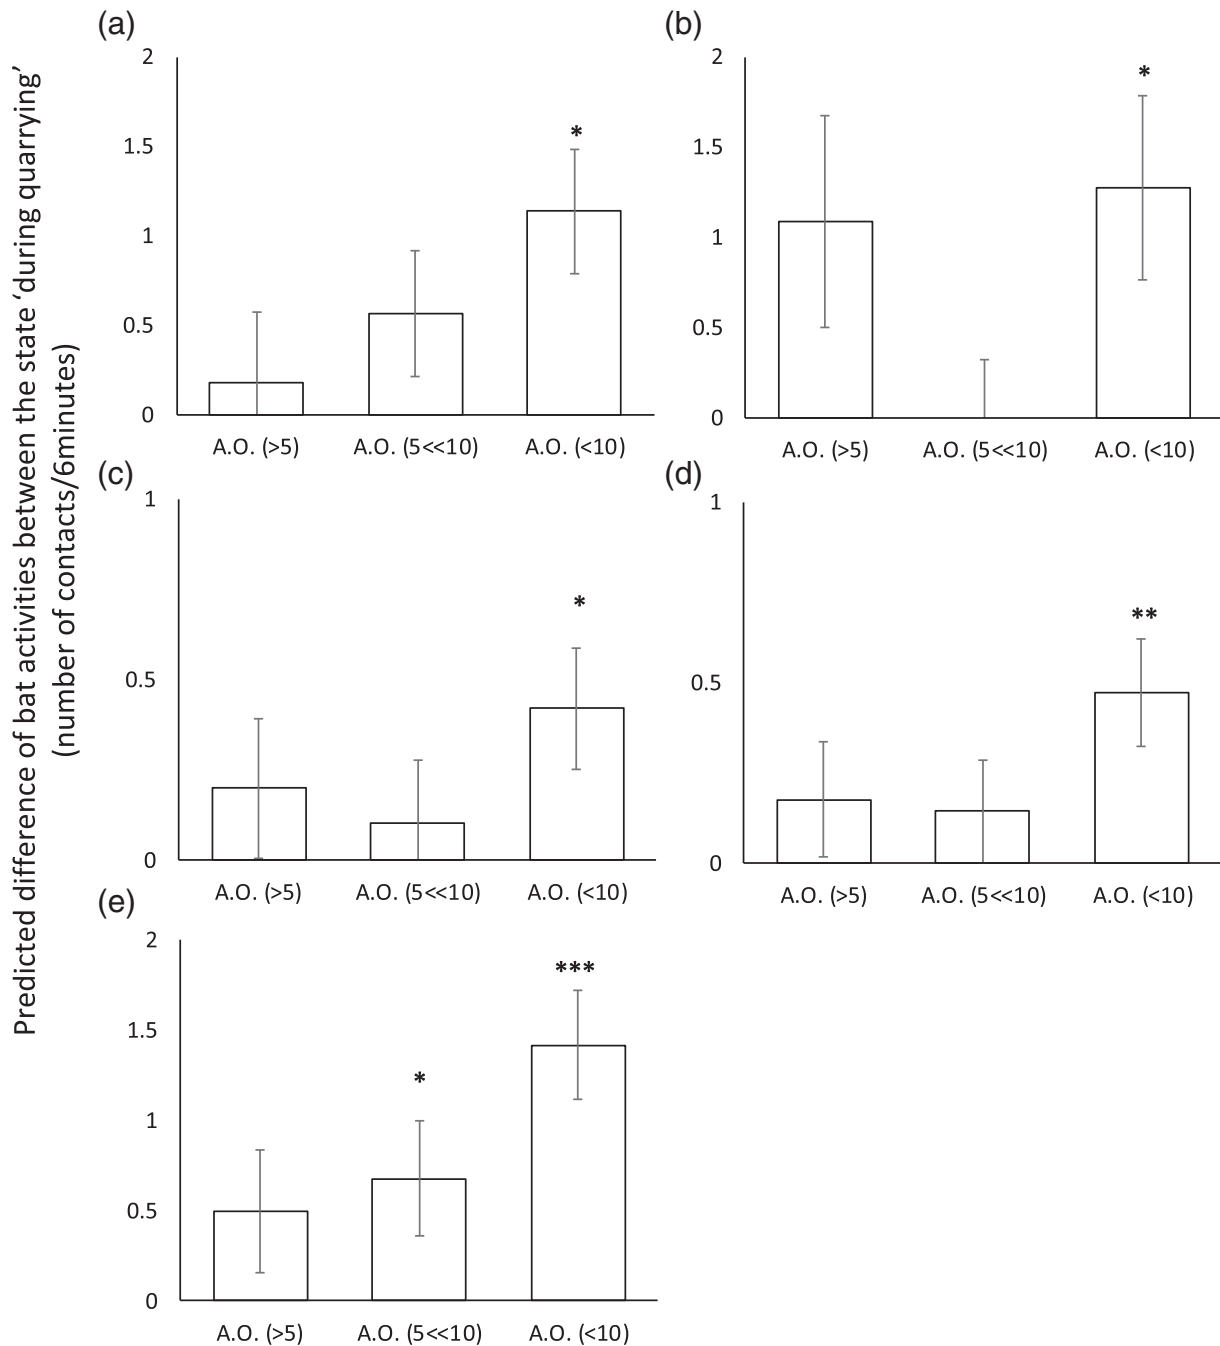 Predicted difference of bat activities between the state ‘during quarrying’
(number of contacts/6minutes)
(a)
2
1.5
1
0.5
0
*
A.O. (>5) A.O. (5<<10) A.O. (<10)
(b)
2
1.5
1
0.5
0
*
A.O. (>5) A.O. (5<<10) A.O. (<10)
(c)
1
0.5
0
*
A.O. (>5) A.O. (5<<10) A.O. (<10)
(d)
1
0.5
0
**
A.O. (>5) A.O. (5<<10) A.O. (<10)
(e)
2
1.5
1
0.5
0
*
***
A.O. (>5) A.O. (5<<10) A.O. (<10)